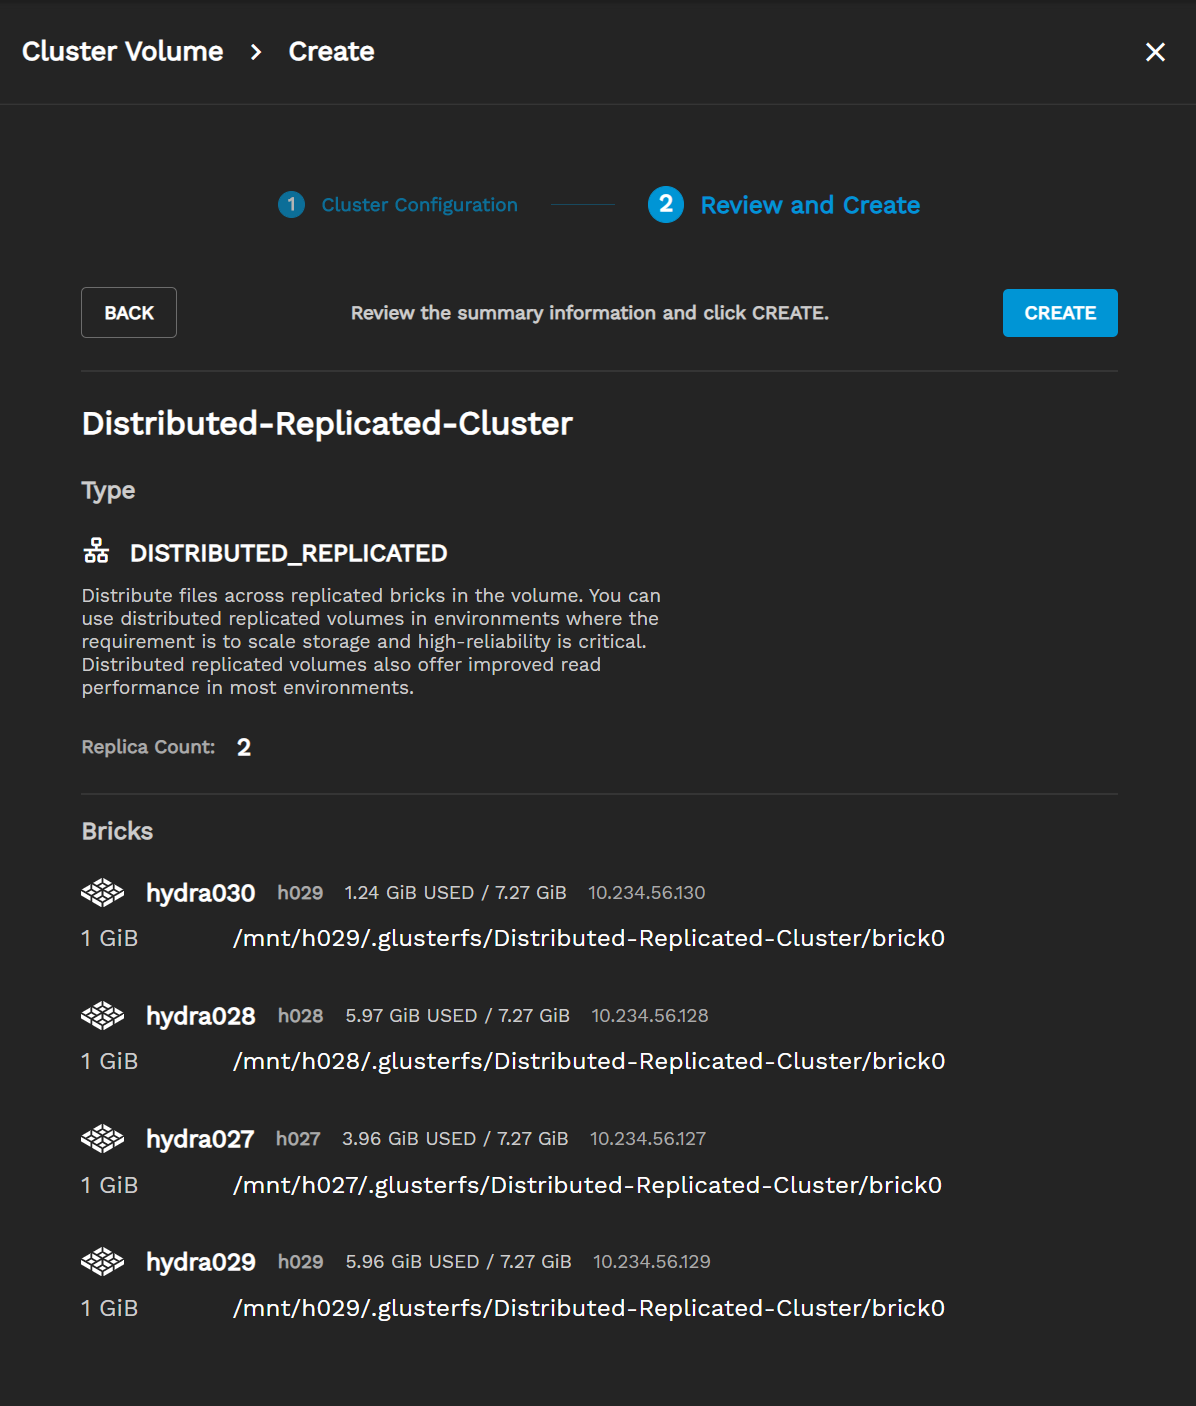 Cluster Volume > Create
1 Cluster Configuration 2 Review and Create
BACK Review the summary information and click CREATE. CREATE
Distributed-Replicated-Cluster
Type
DISTRIBUTED_REPLICATED
Distribute files across replicated bricks in the volume. You can
use distributed replicated volumes in environments where the
requirement is to scale storage and high-reliability is critical.
Distributed replicated volumes also offer improved read
performance in most environments.
Replica Count: 2
Bricks
hydra030 h029 1.24 GiB USED / 7.27 GiB 10.234.56.130
1 GiB /mnt/h029/.glusterfs/Distributed-Replicated-Cluster/brick0
hydra028 h028 5.97 GiB USED / 7.27 GiB 10.234.56.128
1 GiB /mnt/h028/.glusterfs/Distributed-Replicated-Cluster/brick0
hydra027 h027 3.96 GiB USED / 7.27 GiB 10.234.56.127
1 GiB /mnt/h027/.glusterfs/Distributed-Replicated-Cluster/brick0
hydra029 h029 5.96 GiB USED / 7.27 GiB 10.234.56.129
1 GiB /mnt/h029/.glusterfs/Distributed-Replicated-Cluster/brick0